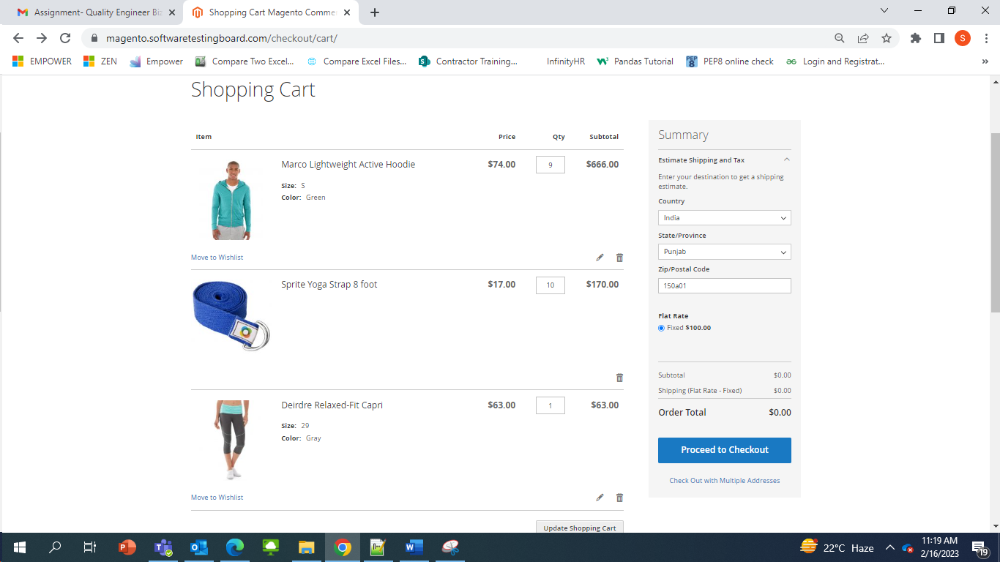 Assignment- Quality Engineer Biz
Shopping Cart Magento Comme
magento.softwaretestingboard.com/checkout/cart/
S
EMPOWER
ZEN
Empower
Compare Two Excel...
Compare Excel Files...
Contractor Training...
InfinityHR
Pandas Tutorial
PEP8 online check
Login and Registrat...
Shopping Cart
Item Price Qty Subtotal
Marco Lightweight Active Hoodie $74.00 9 $666.00
Size: S
Color: Green
Move to Wishlist
Sprite Yoga Strap 8 foot $17.00 10 $170.00
Deirdre Relaxed-Fit Capri $63.00 1 $63.00
Size: 29
Color: Gray
Move to Wishlist
Update Shopping Cart
Summary
Estimate Shipping and Tax
Enter your destination to get a shipping
estimate.
Country
India
State/Province
Punjab
Zip/Postal Code
150a01
Flat Rate
Fixed $100.00
Subtotal $0.00
Shipping (Flat Rate - Fixed) $0.00
Order Total $0.00
Proceed to Checkout
Check Out with Multiple Addresses
22°C Haze
11:19 AM
2/16/2023
19